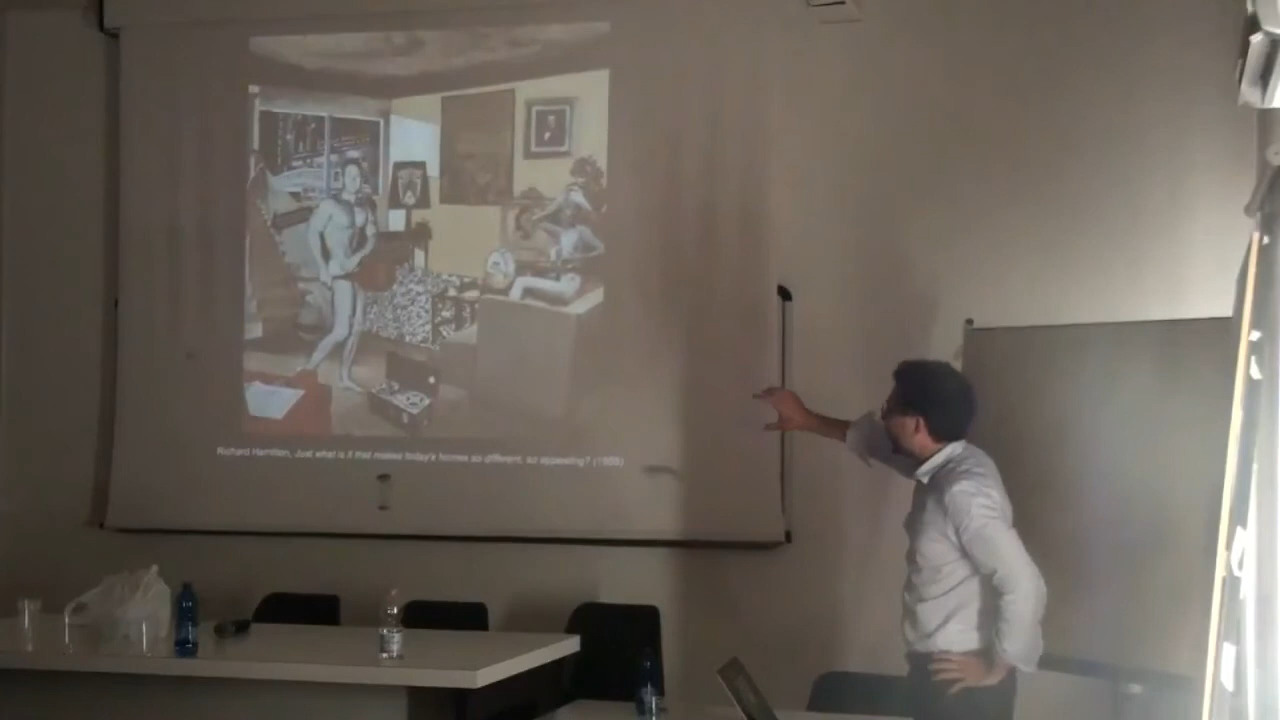 Richard Hamilton, Just what is it that makes today's homes so different, so appealing? (1956)